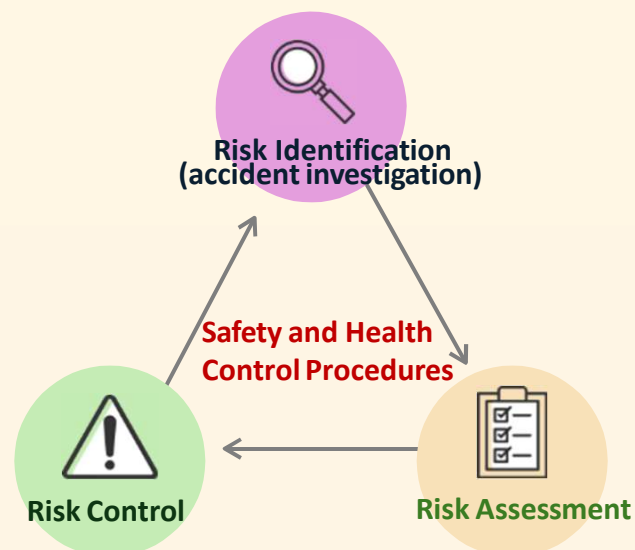 Risk Identification
(accident investigation)
Safety and Health
Control Procedures
Risk Control
Risk Assessment